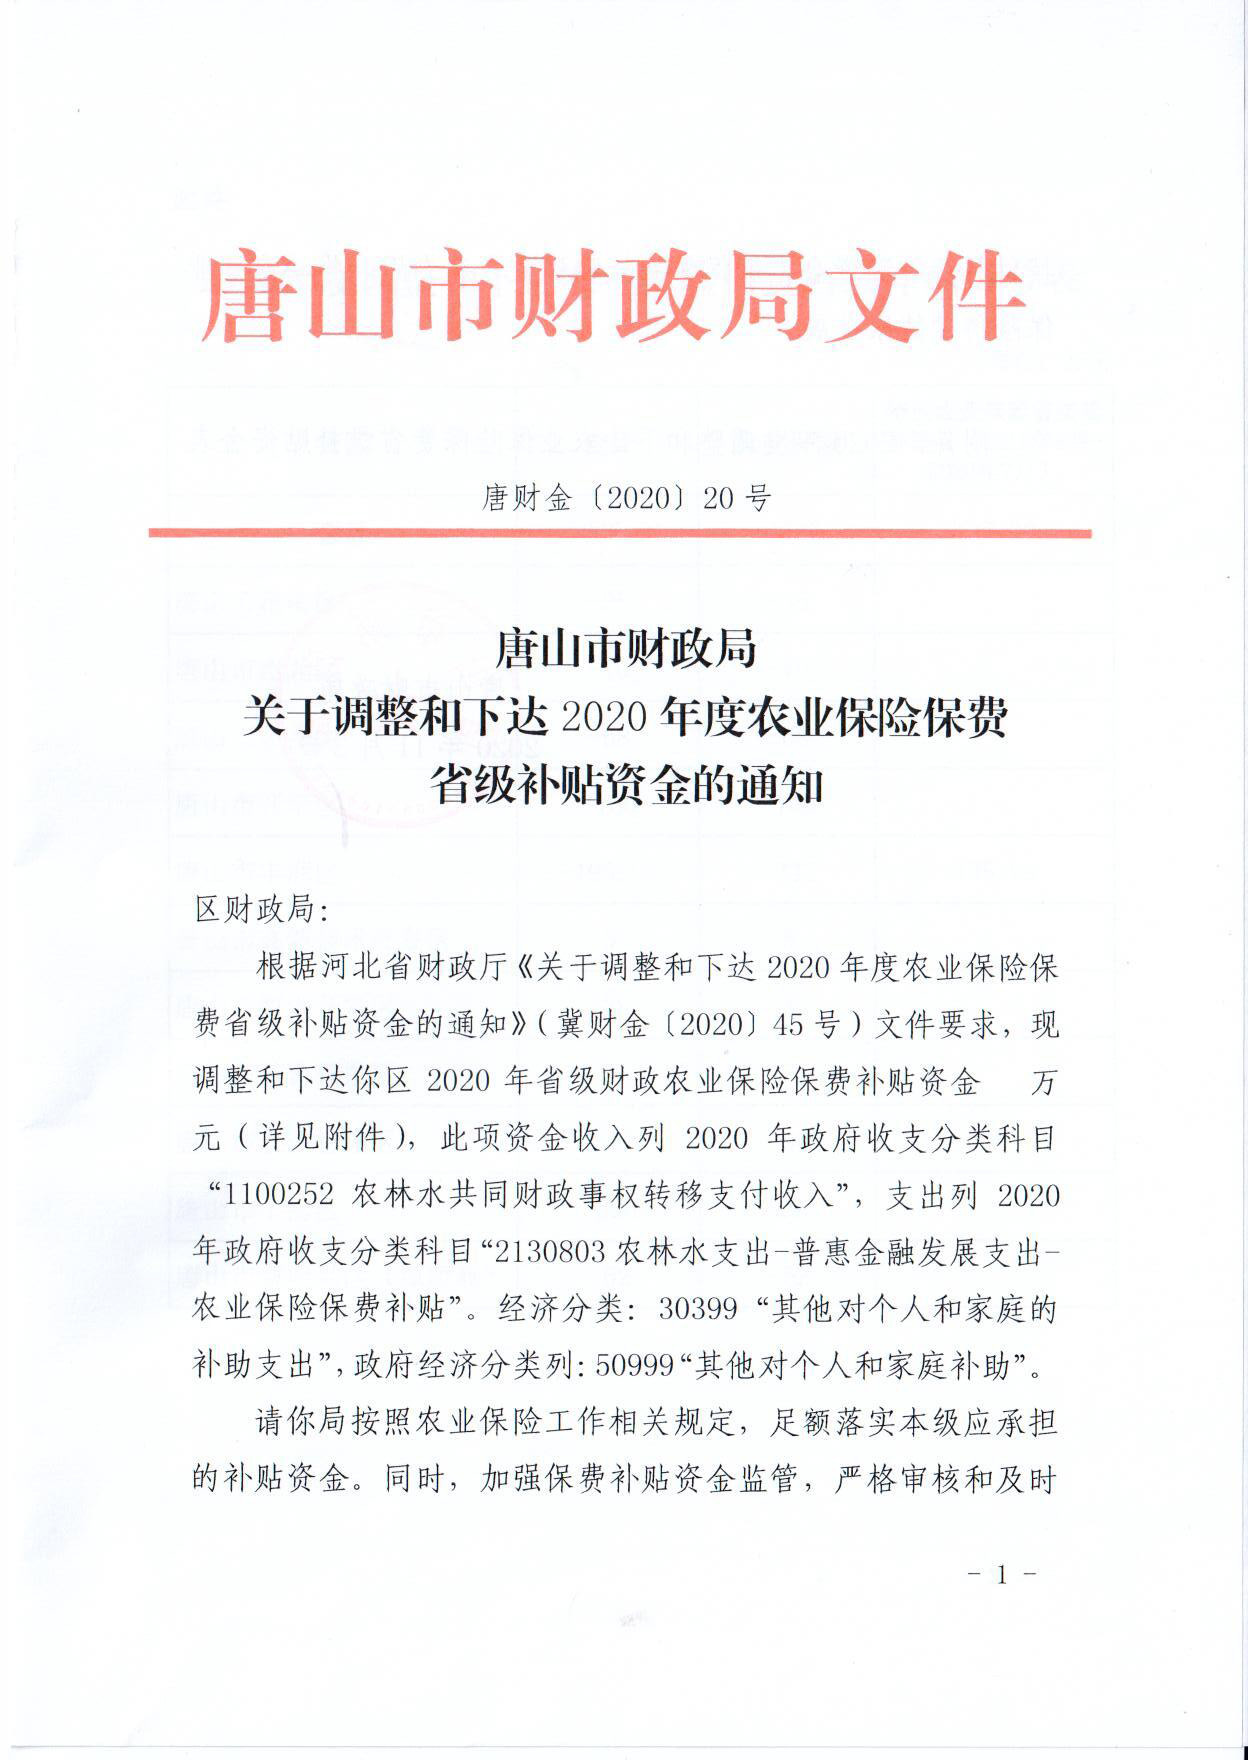 唐山市财政局文件
唐财金〔2020〕20号
唐山市财政局
关于调整和下达2020年度农业保险保费
省级补贴资金的通知
区财政局：
根据河北省财政厅《关于调整和下达2020年度农业保险保
费省级补贴资金的通知》（冀财金〔2020〕45号）文件要求，现
调整和下达你区2020年省级财政农业保险保费补贴资金 万
元（详见附件），此项资金收入列 2020 年政府收支分类科目
“1100252 农林水共同财政事权转移支付收入”，支出列 2020
年政府收支分类科目“2130803农林水支出-普惠金融发展支出-
农业保险保费补贴”。经济分类：30399“其他对个人和家庭的
补助支出”，政府经济分类列：50999“其他对个人和家庭补助”。
请你局按照农业保险工作相关规定，足额落实本级应承担
的补贴资金。同时，加强保费补贴资金监管，严格审核和及时
- 1 -